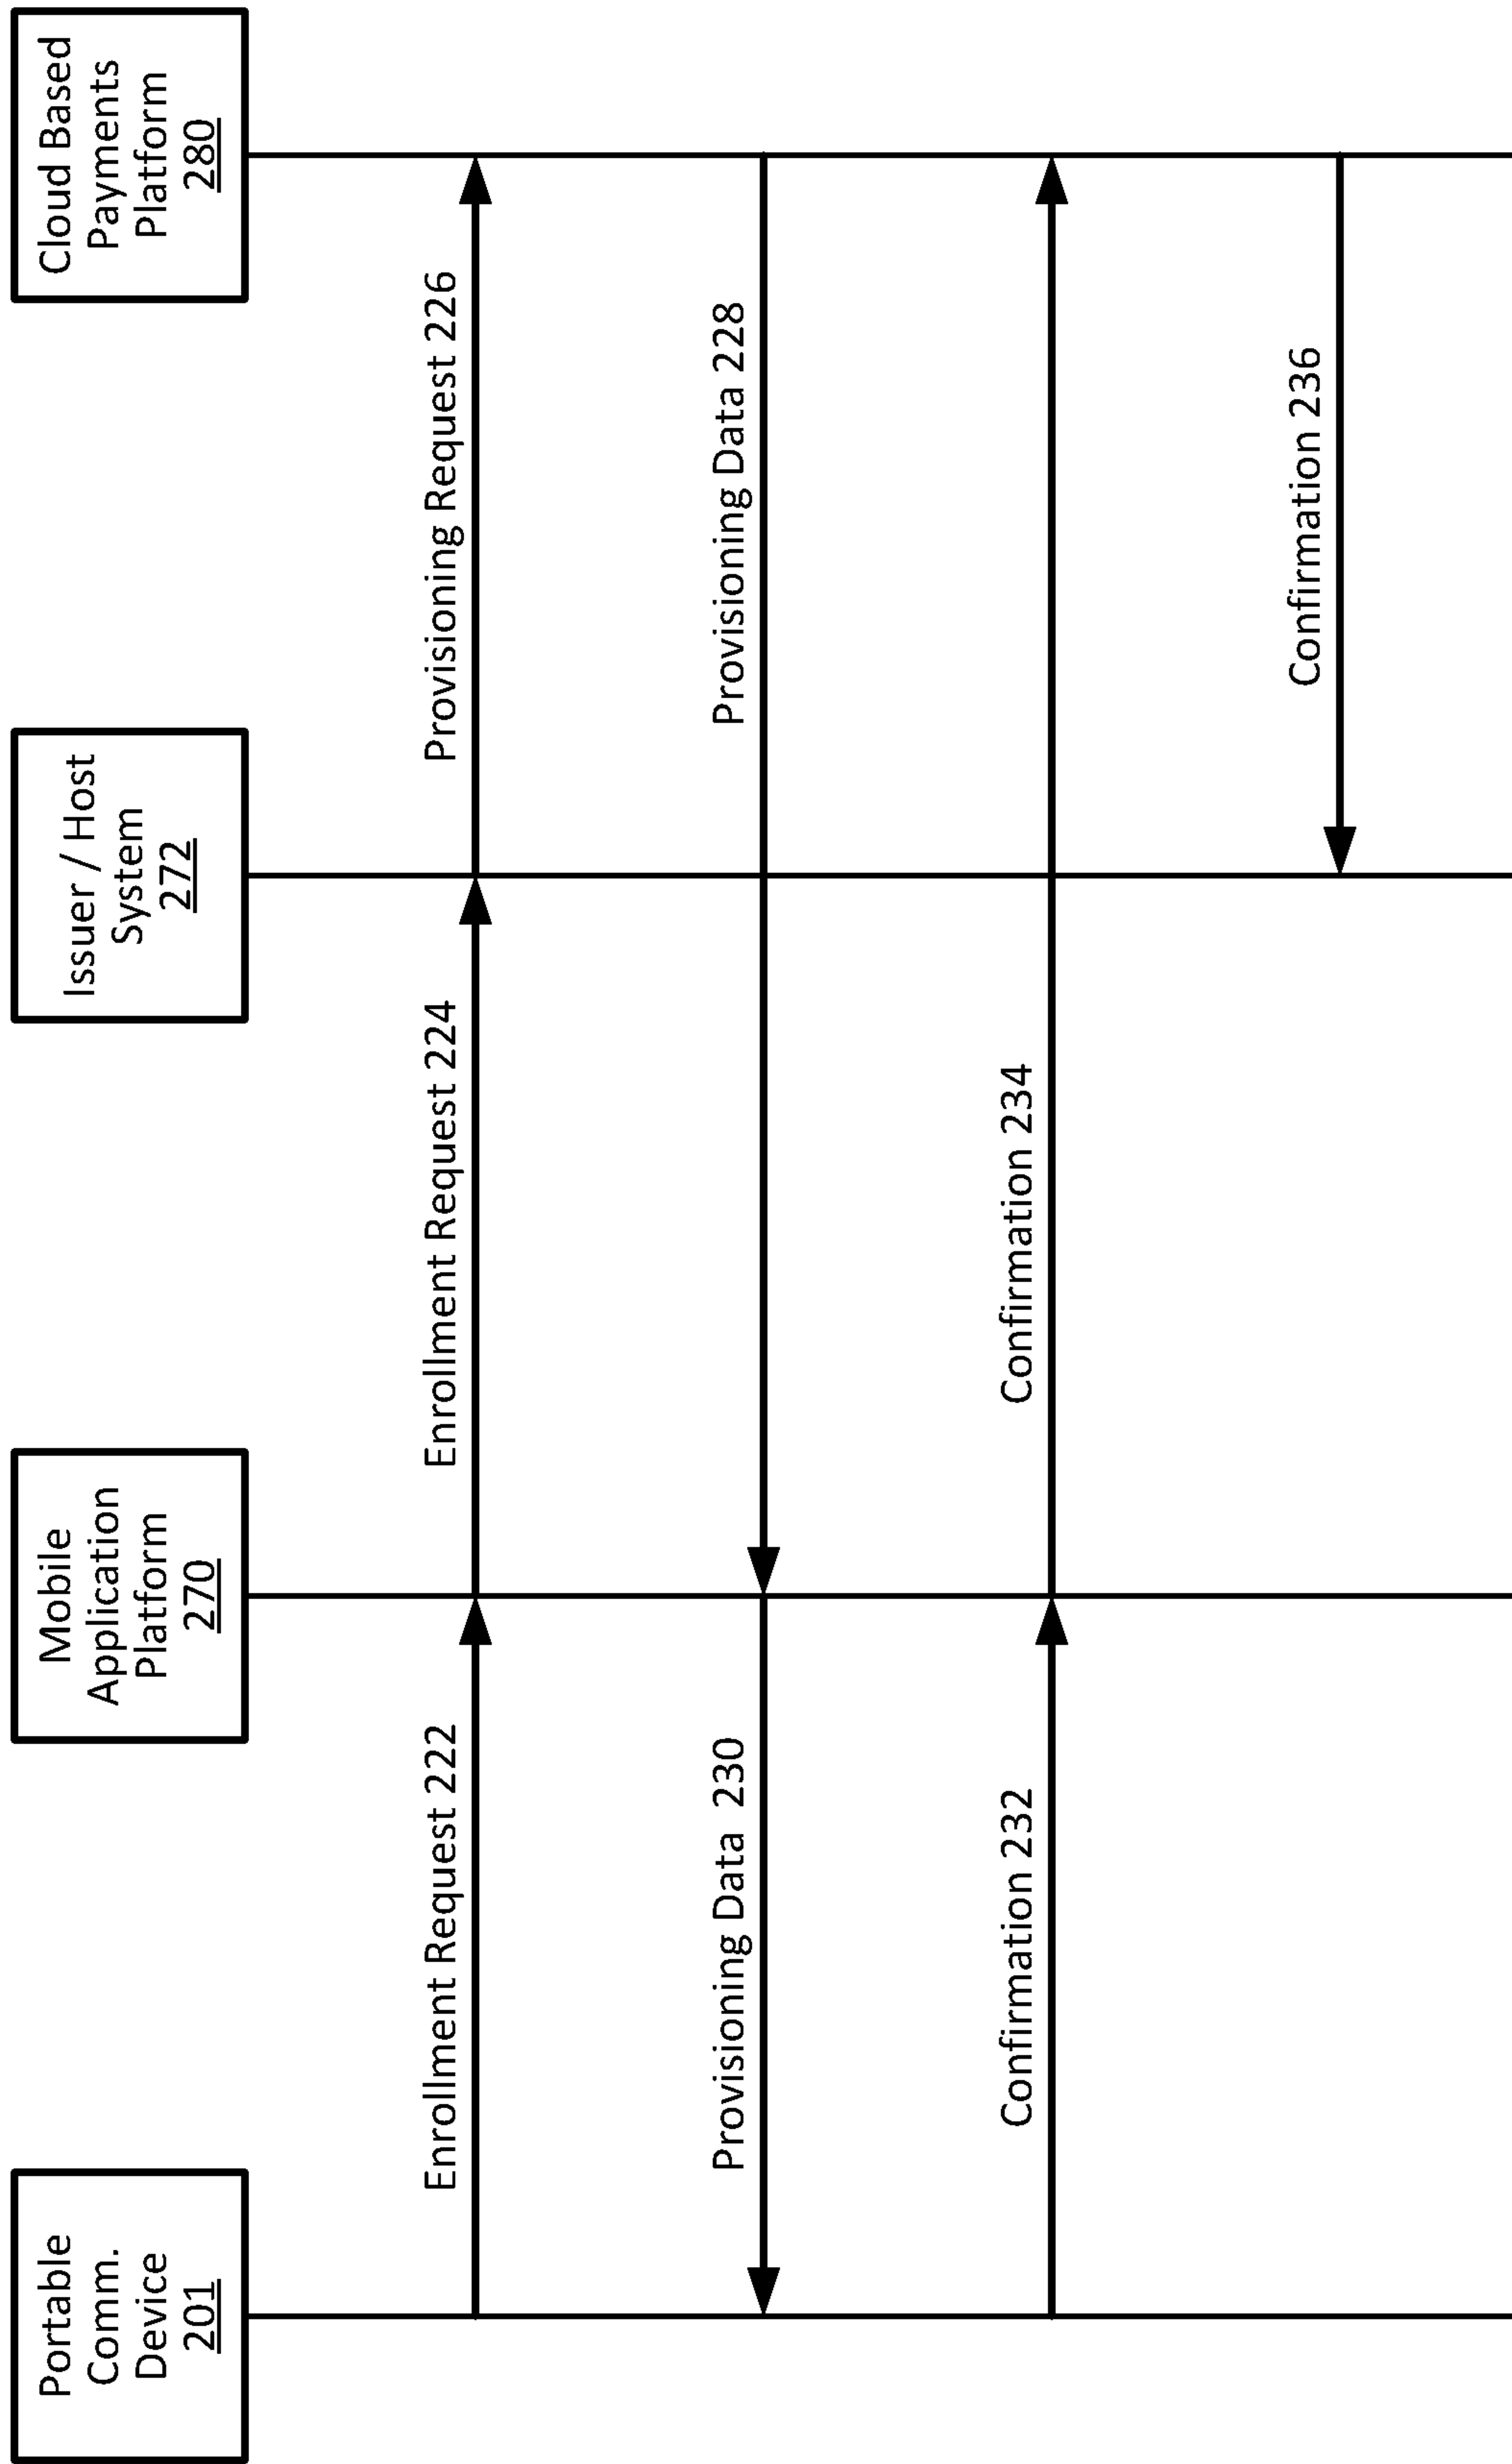 Portable
Comm.
Device
201
Mobile
Application
Platform
270
Issuer / Host
System
272
Cloud Based
Payments
Platform
280
Enrollment Request 222
Enrollment Request 224
Provisioning Request 226
Provisioning Data 230
Provisioning Data 228
Confirmation 232
Confirmation 234
Confirmation 236